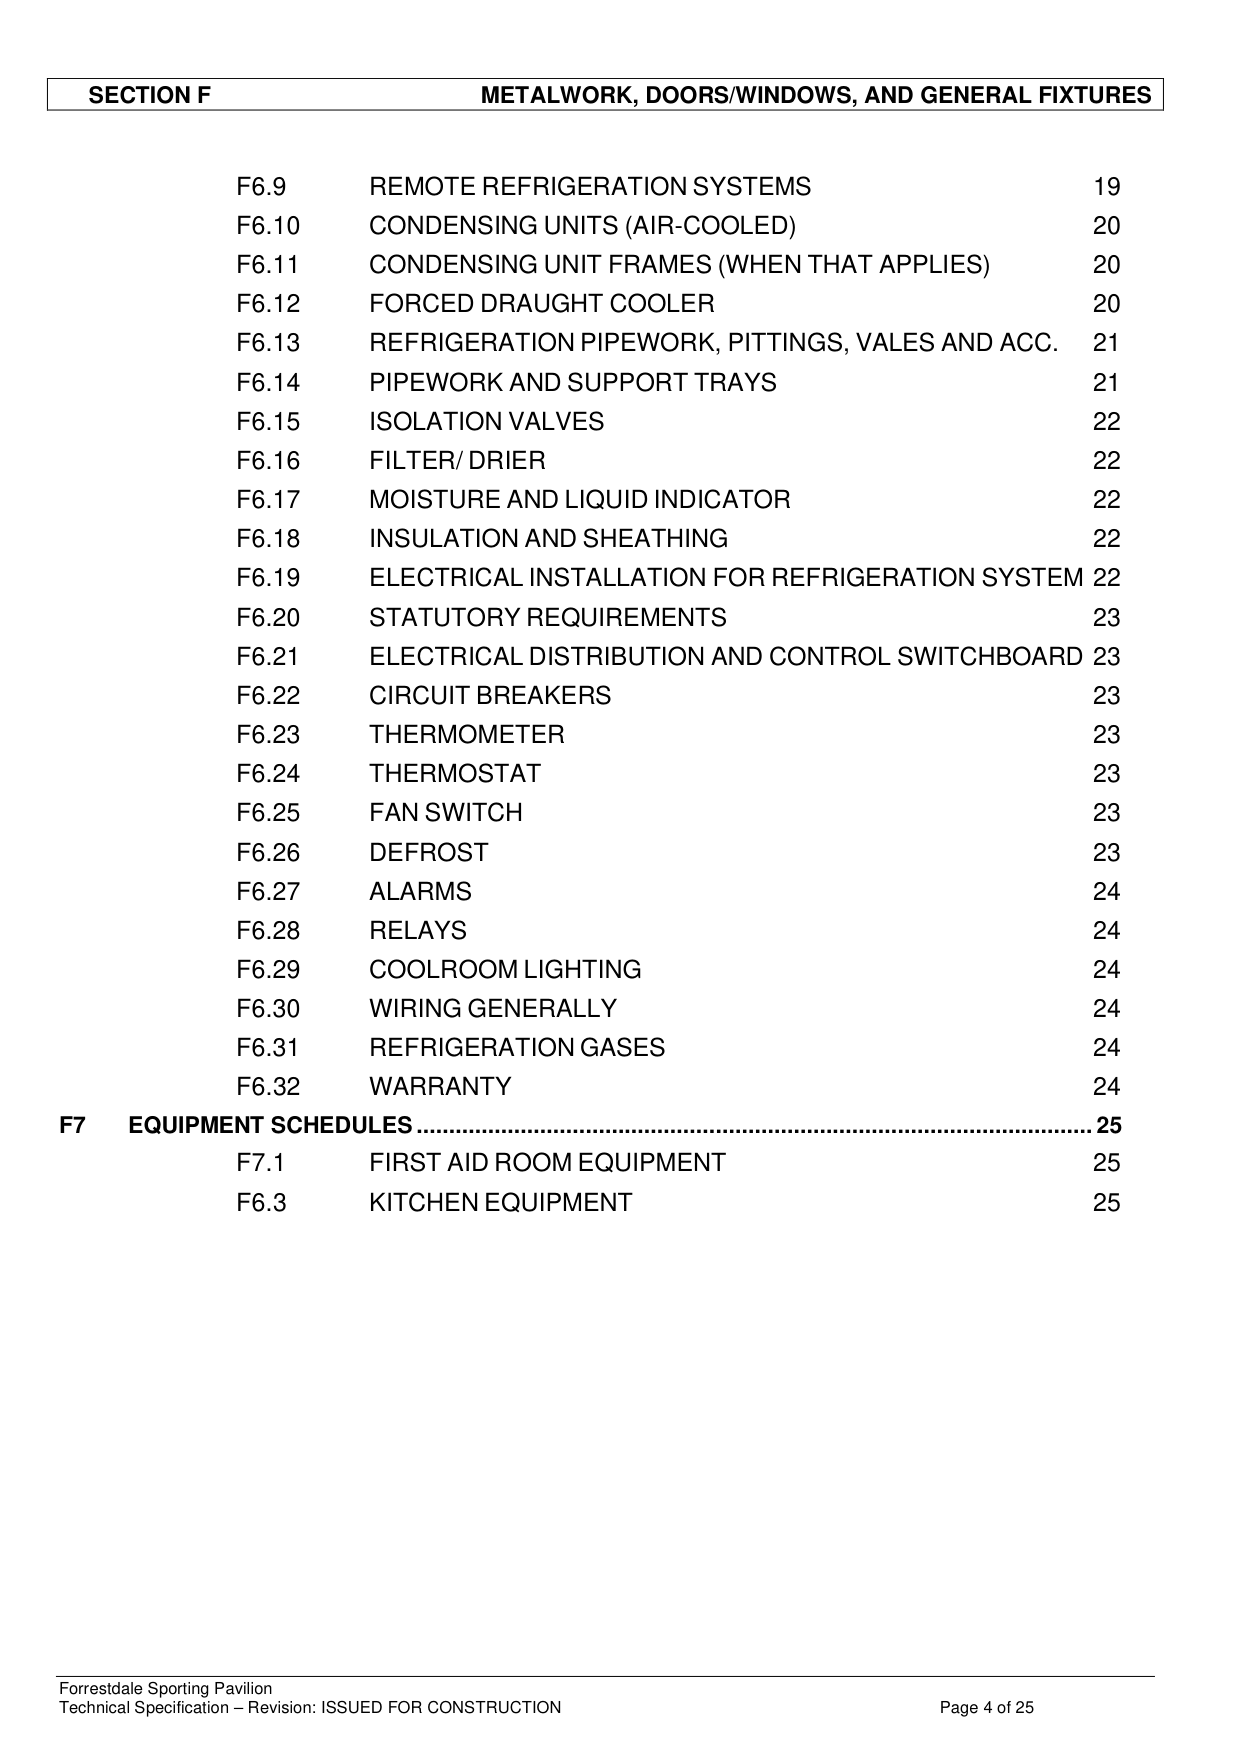 SECTION F METALWORK, DOORS/WINDOWS, AND GENERAL FIXTURES
F6.9 REMOTE REFRIGERATION SYSTEMS 19
F6.10 CONDENSING UNITS (AIR-COOLED) 20
F6.11 CONDENSING UNIT FRAMES (WHEN THAT APPLIES) 20
F6.12 FORCED DRAUGHT COOLER 20
F6.13 REFRIGERATION PIPEWORK, PITTINGS, VALES AND ACC. 21
F6.14 PIPEWORK AND SUPPORT TRAYS 21
F6.15 ISOLATION VALVES 22
F6.16 FILTER/ DRIER 22
F6.17 MOISTURE AND LIQUID INDICATOR 22
F6.18 INSULATION AND SHEATHING 22
F6.19 ELECTRICAL INSTALLATION FOR REFRIGERATION SYSTEM 22
F6.20 STATUTORY REQUIREMENTS 23
F6.21 ELECTRICAL DISTRIBUTION AND CONTROL SWITCHBOARD 23
F6.22 CIRCUIT BREAKERS 23
F6.23 THERMOMETER 23
F6.24 THERMOSTAT 23
F6.25 FAN SWITCH 23
F6.26 DEFROST 23
F6.27 ALARMS 24
F6.28 RELAYS 24
F6.29 COOLROOM LIGHTING 24
F6.30 WIRING GENERALLY 24
F6.31 REFRIGERATION GASES 24
F6.32 WARRANTY 24
F7 EQUIPMENT SCHEDULES........................................................................................................ 25
F7.1 FIRST AID ROOM EQUIPMENT 25
F6.3 KITCHEN EQUIPMENT 25
Forrestdale Sporting Pavilion
Technical Specification – Revision: ISSUED FOR CONSTRUCTION Page 4 of 25